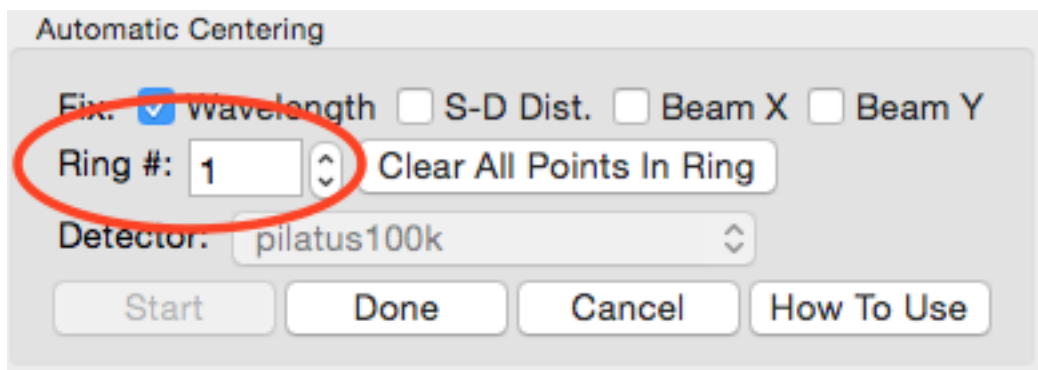 Automatic Centering
Fix: Wavelength S-D Dist. Beam X Beam Y
Ring #: 1 Clear All Points In Ring
Detector: pilatus100k
Start Done Cancel How To Use